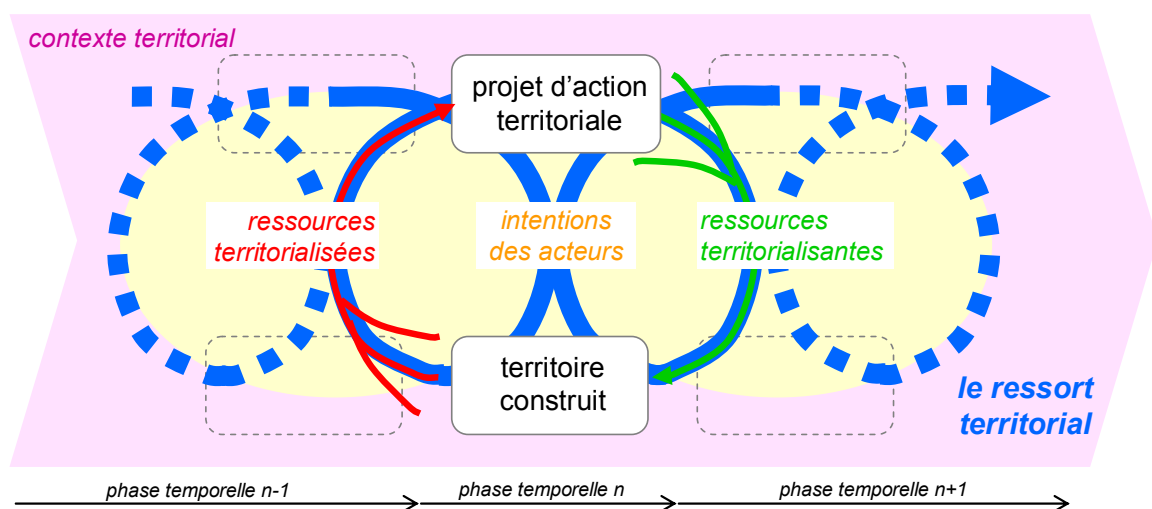 contexte territorial
projet d'action
territoriale
ressources
territorialisées
intentions
des acteurs
ressources
territorialisantes
territoire
construit
le ressort
territorial
phase temporelle n-1
phase temporelle n
phase temporelle n+1